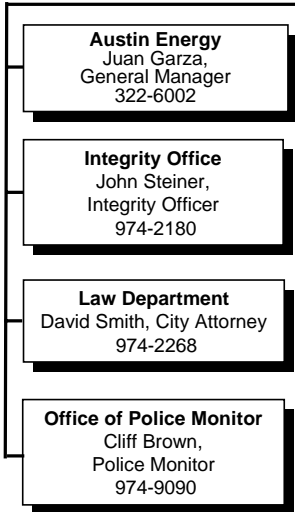 Austin Energy
Juan Garza,
General Manager
322-6002
Integrity Office
John Steiner,
Integrity Officer
974-2180
Law Department
David Smith, City Attorney
974-2268
Office of Police Monitor
Cliff Brown,
Police Monitor
974-9090